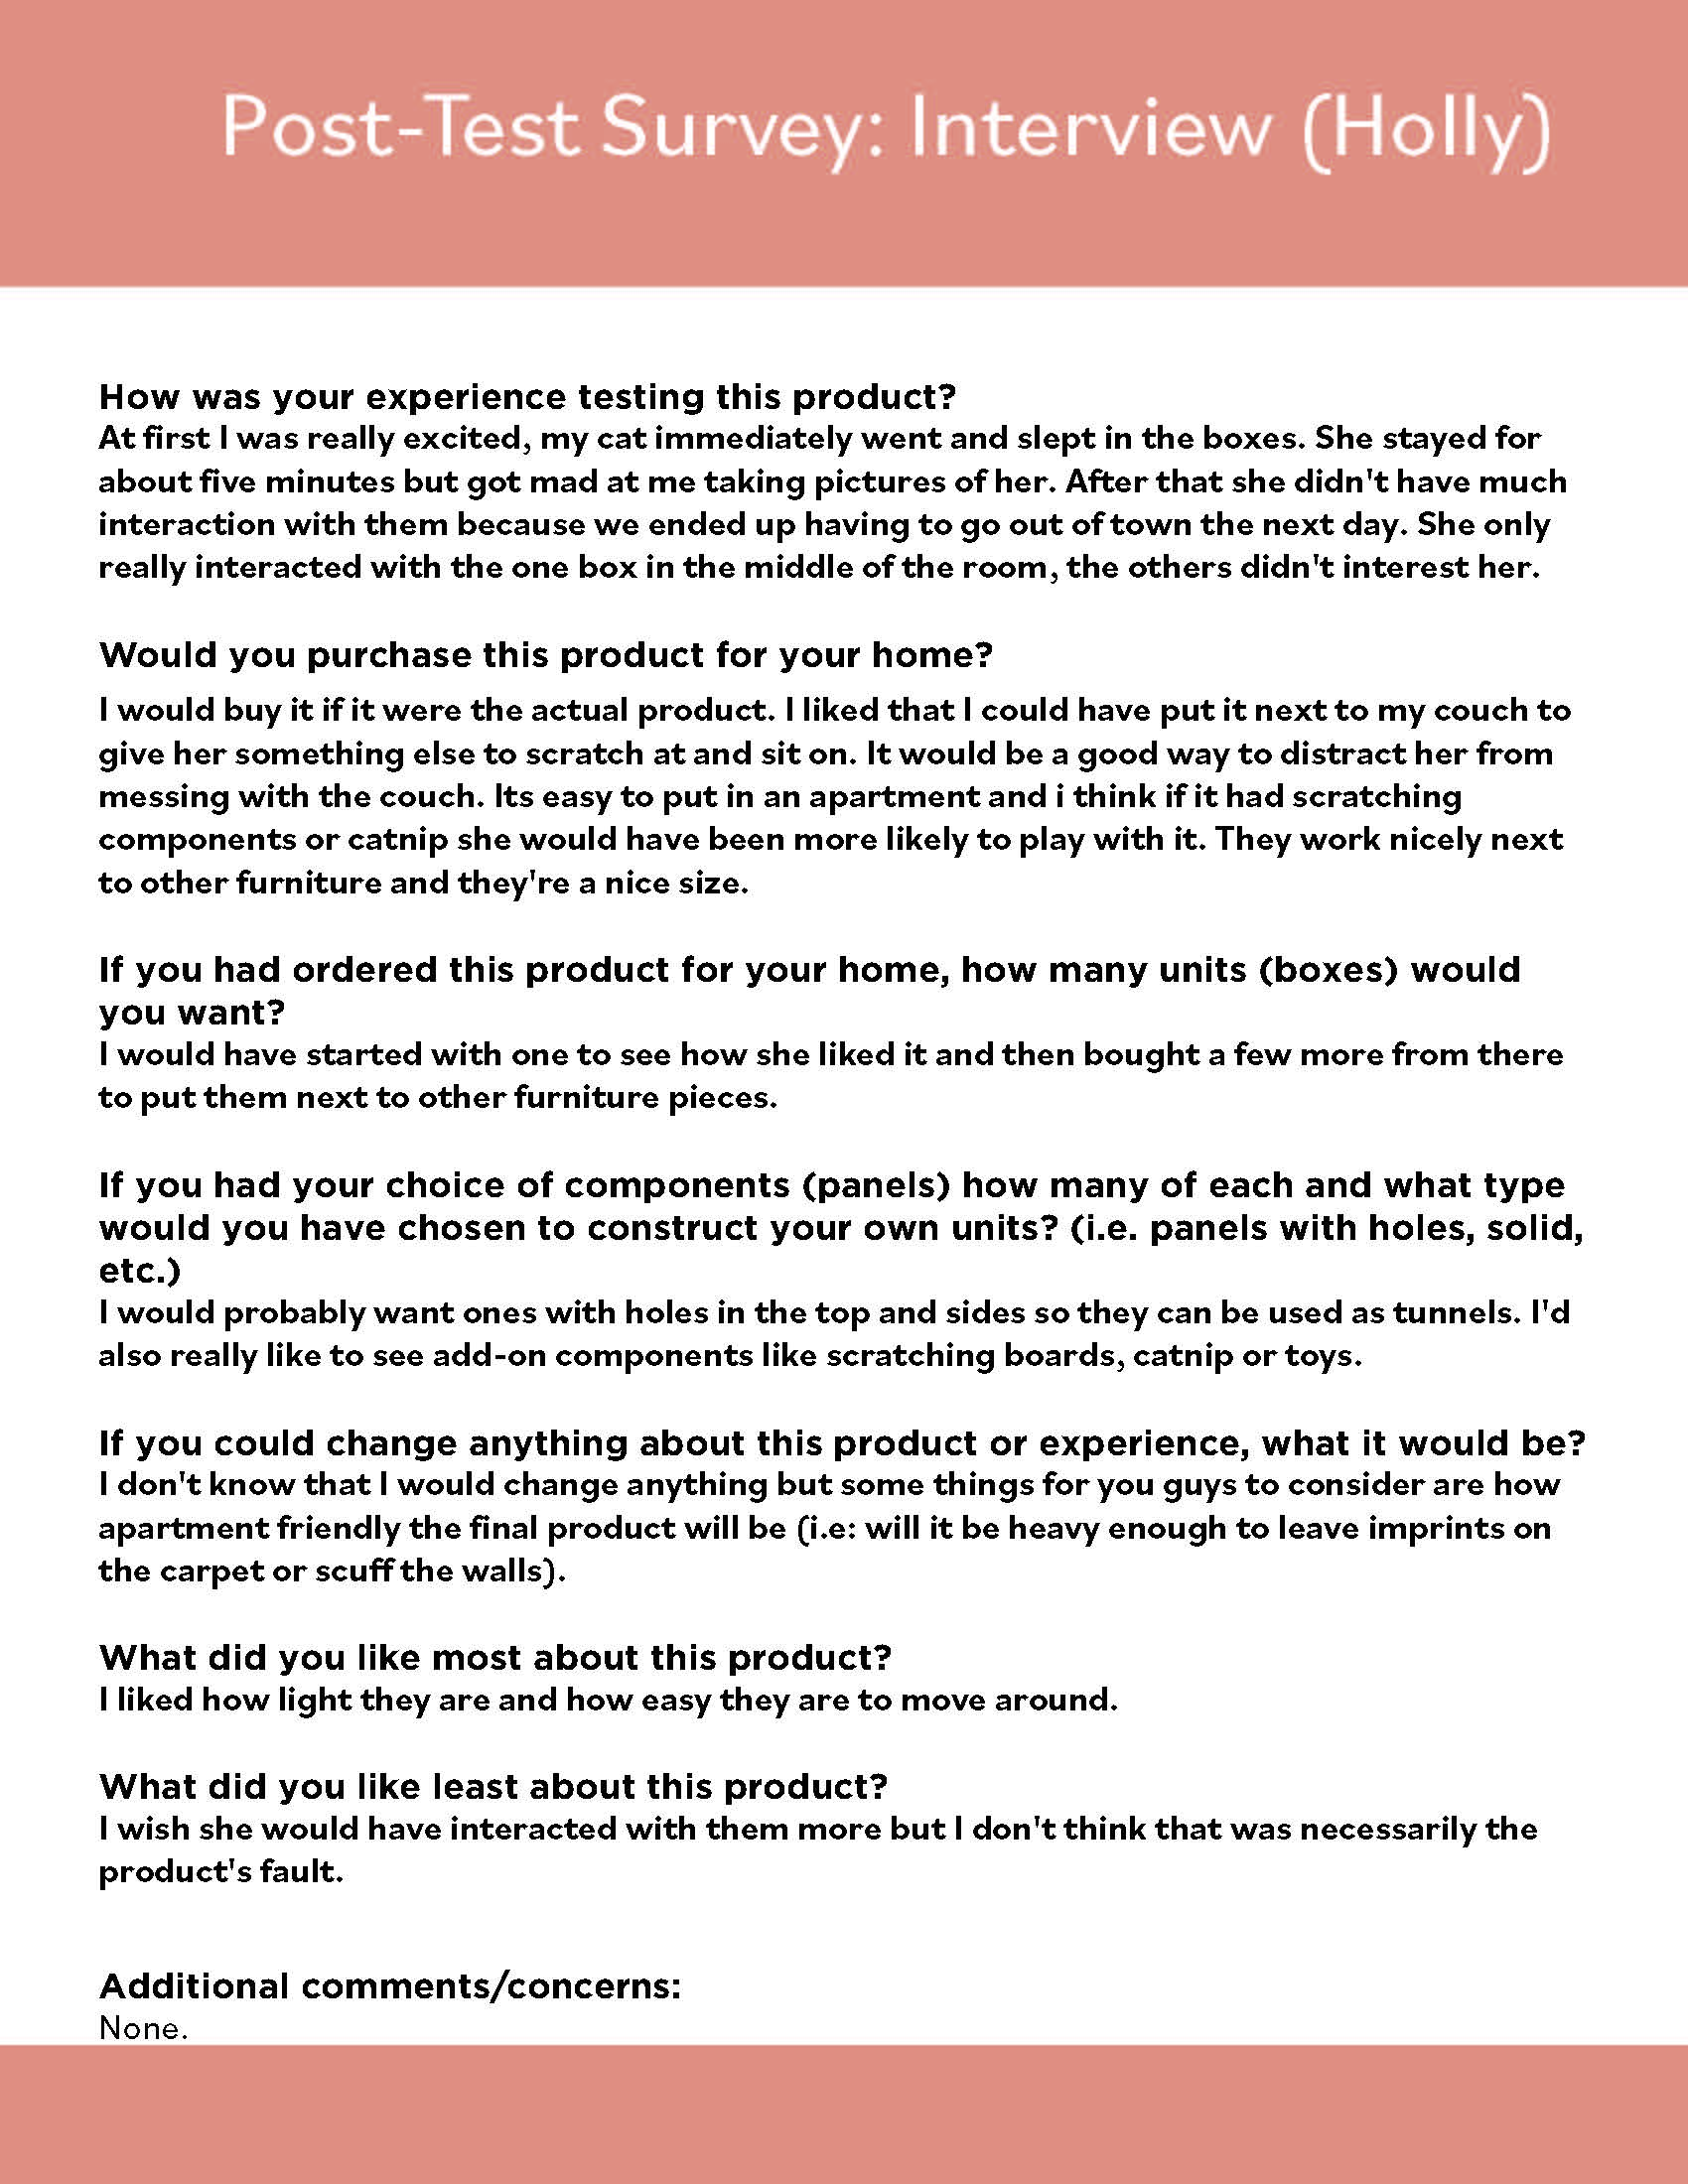 Post-Test Survey: Interview (Holly)
How was your experience testing this product?
At first I was really excited, my cat immediately went and slept in the boxes. She stayed for
about five minutes but got mad at me taking pictures of her. After that she didn't have much
interaction with them because we ended up having to go out of town the next day. She only
really interacted with the one box in the middle of the room, the others didn't interest her.
Would you purchase this product for your home?
I would buy it if it were the actual product. I liked that I could have put it next to my couch to
give her something else to scratch at and sit on. It would be a good way to distract her from
messing with the couch. Its easy to put in an apartment and i think if it had scratching
components or catnip she would have been more likely to play with it. They work nicely next
to other furniture and they're a nice size.
If you had ordered this product for your home, how many units (boxes) would
you want?
I would have started with one to see how she liked it and then bought a few more from there
to put them next to other furniture pieces.
If you had your choice of components (panels) how many of each and what type
would you have chosen to construct your own units? (i.e. panels with holes, solid,
etc.)
I would probably want ones with holes in the top and sides so they can be used as tunnels. I'd
also really like to see add-on components like scratching boards, catnip or toys.
If you could change anything about this product or experience, what it would be?
I don't know that I would change anything but some things for you guys to consider are how
apartment friendly the final product will be (i.e: will it be heavy enough to leave imprints on
the carpet or scuff the walls).
What did you like most about this product?
I liked how light they are and how easy they are to move around.
What did you like least about this product?
I wish she would have interacted with them more but I don't think that was necessarily the
product's fault.
Additional comments/concerns:
None.